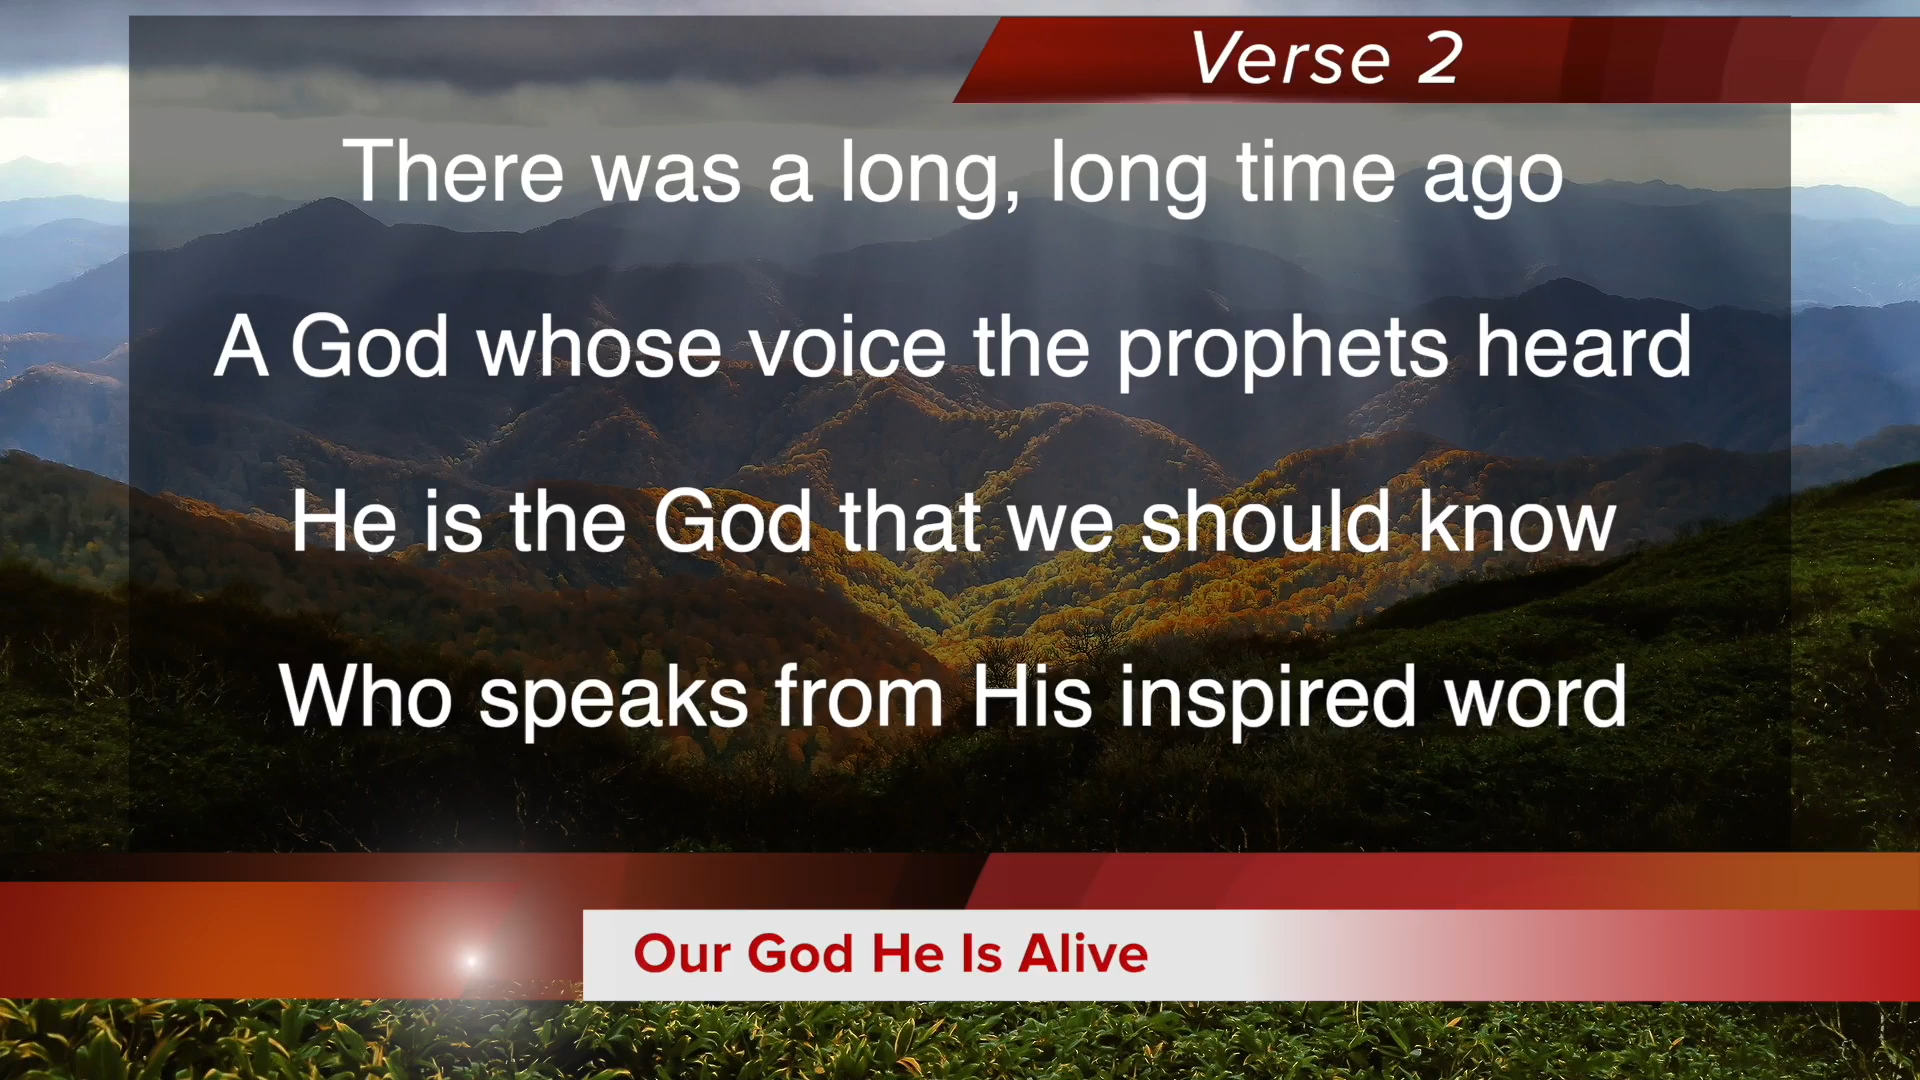 Verse 2
There was a long, long time ago
A God whose voice the prophets heard
He is the God that we should know
Who speaks from His inspired word
Our God He Is Alive